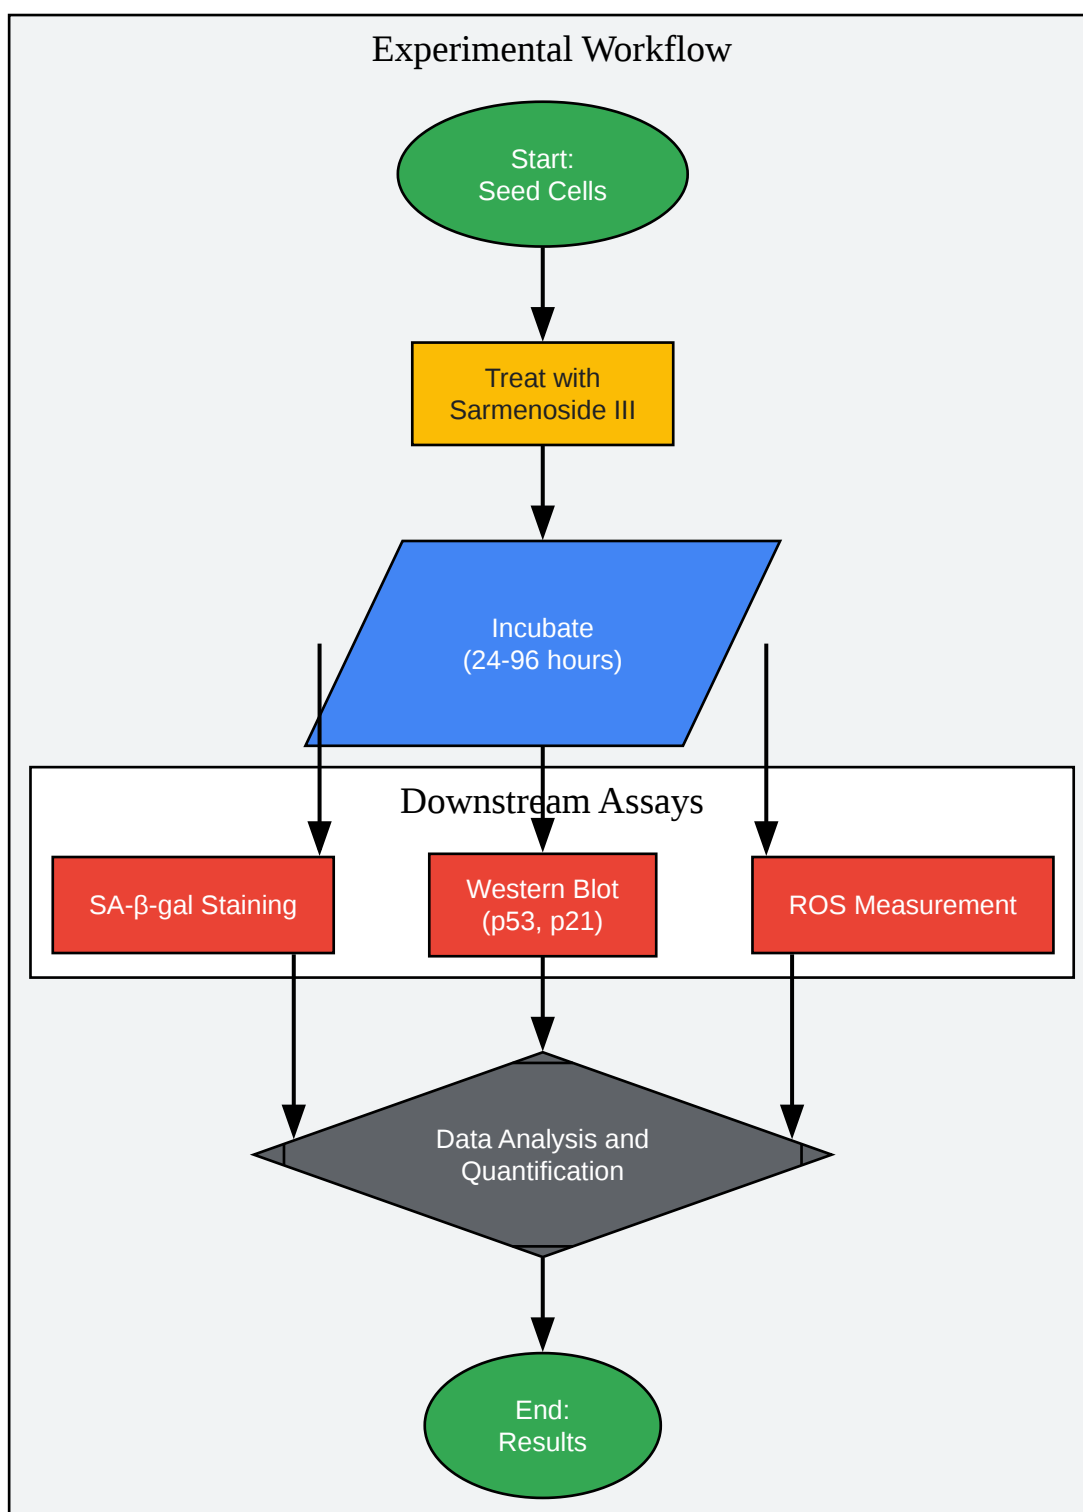 Experimental Workflow
Start:
Seed Cells
Treat with
Sarmenoside III
Incubate
(24-96 hours)
Downstream Assays
SA-β-gal Staining
Western Blot
(p53, p21)
ROS Measurement
Data Analysis and
Quantification
End:
Results